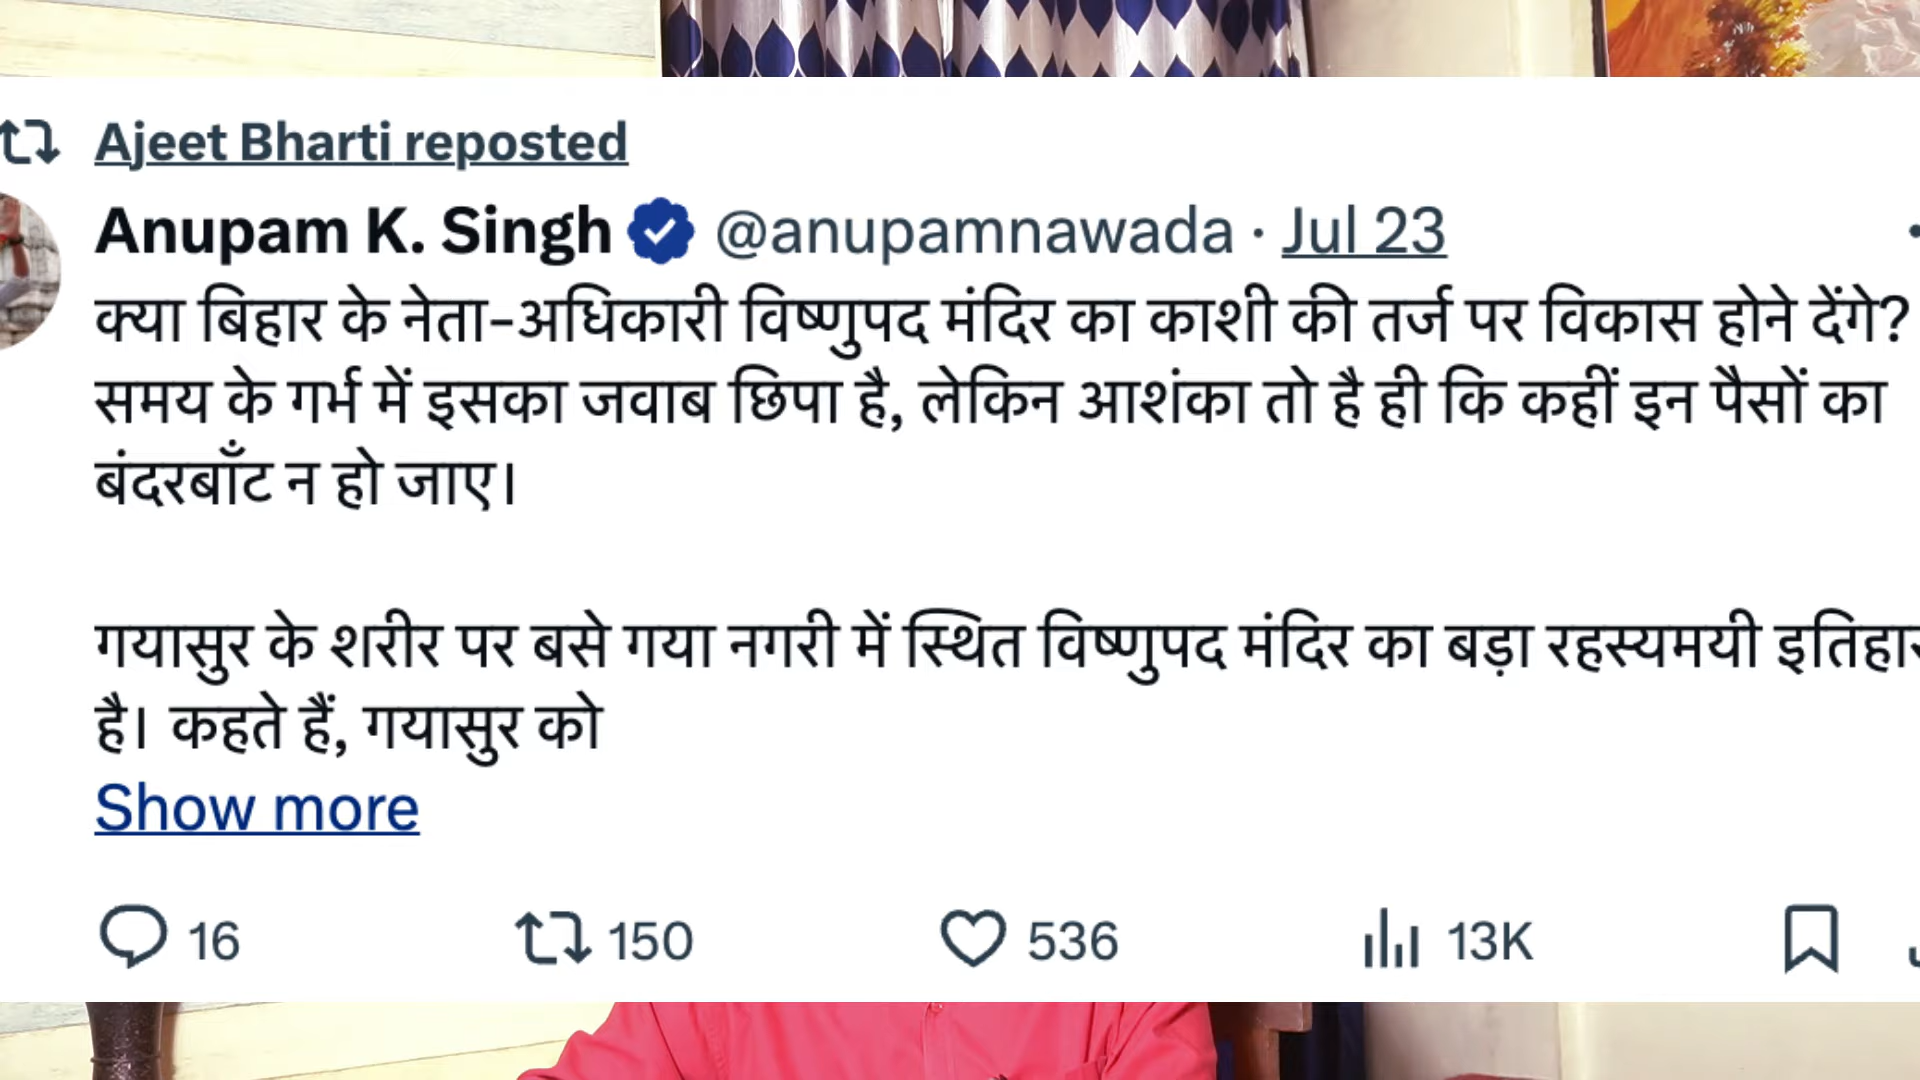 Ajeet Bharti reposted
Anupam K. Singh @anupamnawada · Jul 23
क्या बिहार के नेता-अधिकारी विष्णुपद मंदिर का काशी की तर्ज पर विकास होने देंगे?
समय के गर्भ में इसका जवाब छिपा है, लेकिन आशंका तो है ही कि कहीं इन पैसों का
बंदरबाँट न हो जाए।
गयासुर के शरीर पर बसे गया नगरी में स्थित विष्णुपद मंदिर का बड़ा रहस्यमयी
है। कहते हैं, गयासुर को
Show more
16 150 536 13K